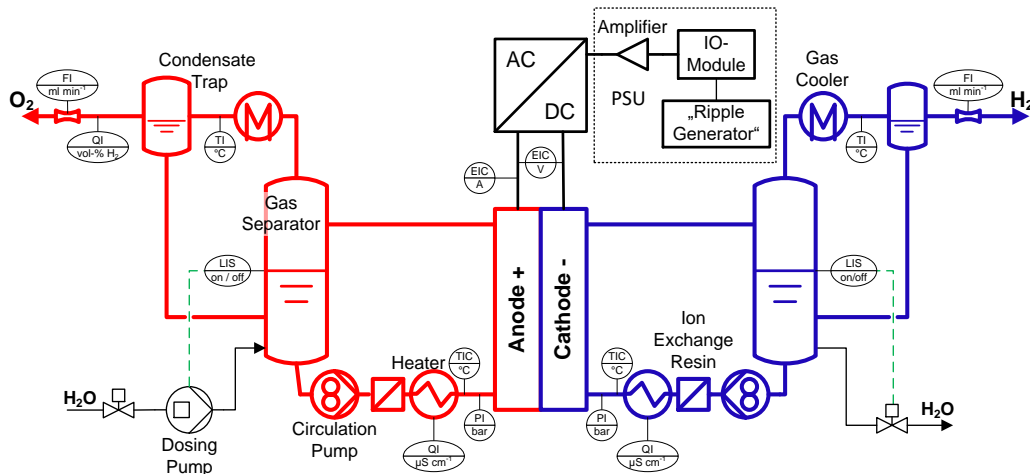 Condensate
Trap
FI
ml min⁻¹
O₂
QI
vol-% H₂
TI
°C
M
Gas
Separator
LIS
on / off
H₂O
Dosing
Pump
Circulation
Pump
Heater
TIC
°C
PI
bar
QI
µS cm⁻¹
AC
DC
EIC
A
EIC
V
Anode +
Cathode -
Amplifier
IO-
Module
PSU
„Ripple
Generator“
Gas
Cooler
M
TI
°C
FI
ml min⁻¹
H₂
LIS
on/off
Ion
Exchange
Resin
TIC
°C
PI
bar
QI
µS cm⁻¹
H₂O